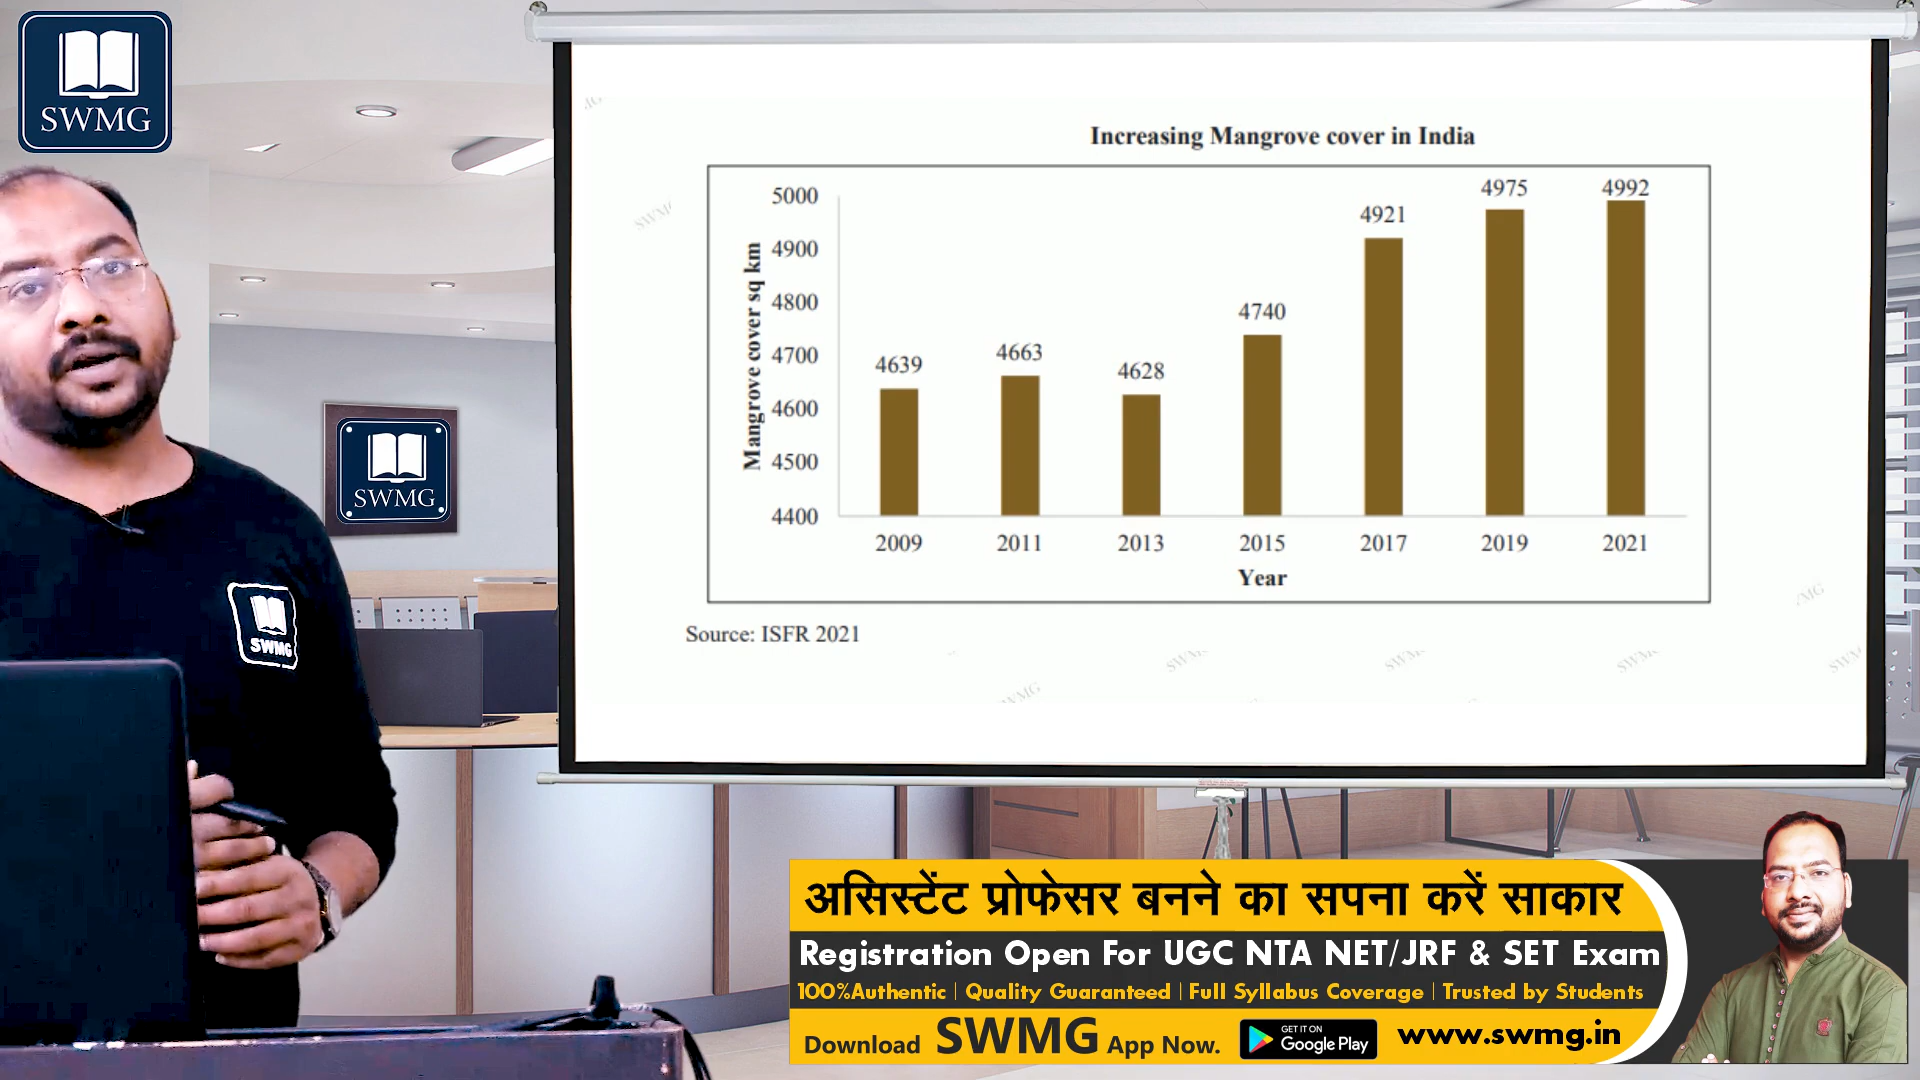 SWMG
SWMG
SWMG
Increasing Mangrove cover in India
5000
4900
4800
4700
4600
4500
4400
Mangrove cover sq km
4639
4663
4628
4740
4921
4975
4992
2009 2011 2013 2015 2017 2019 2021
Year
Source: ISFR 2021
SWMG
SWMG
SWMG
असिस्टेंट प्रोफेसर बनने का सपना करें साकार
Registration Open For UGC NTA NET/JRF & SET Exam
100%Authentic | Quality Guaranteed | Full Syllabus Coverage | Trusted by Students
Download SWMG App Now.
GET IT ON
Google Play
www.swmg.in